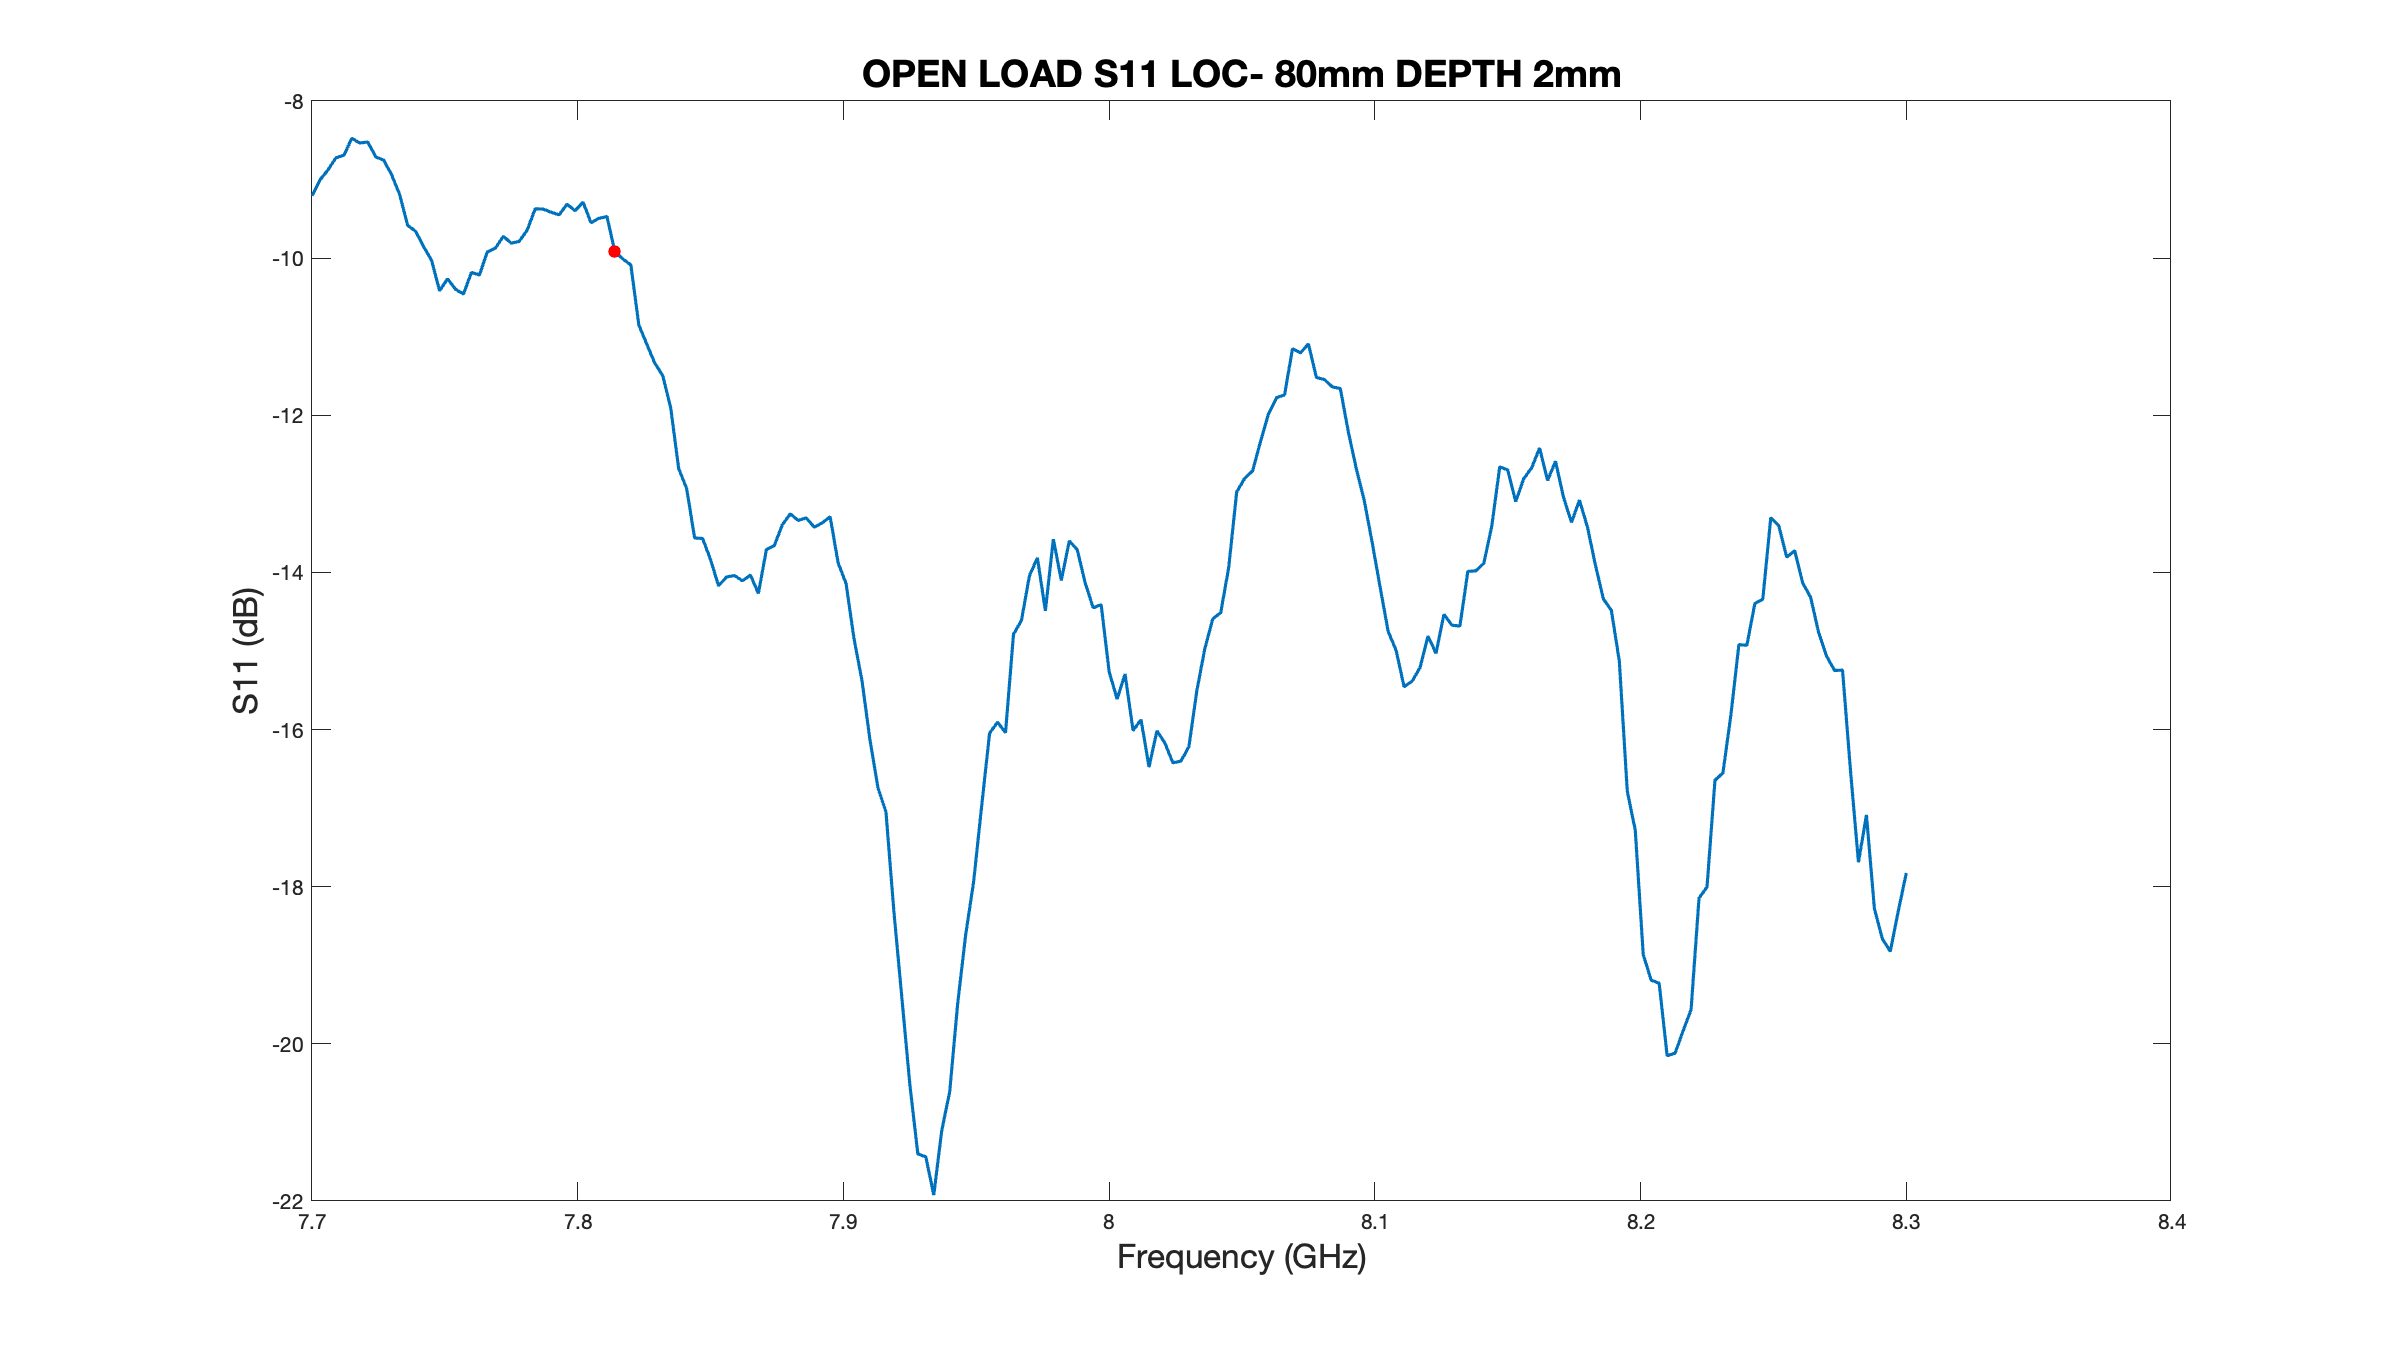 OPEN LOAD S11 LOC- 80mm DEPTH 2mm
-8
-10
-12
-14
-16
-18
-20
-22
S11 (dB)
7.7 7.8 7.9 8 8.1 8.2 8.3 8.4
Frequency (GHz)